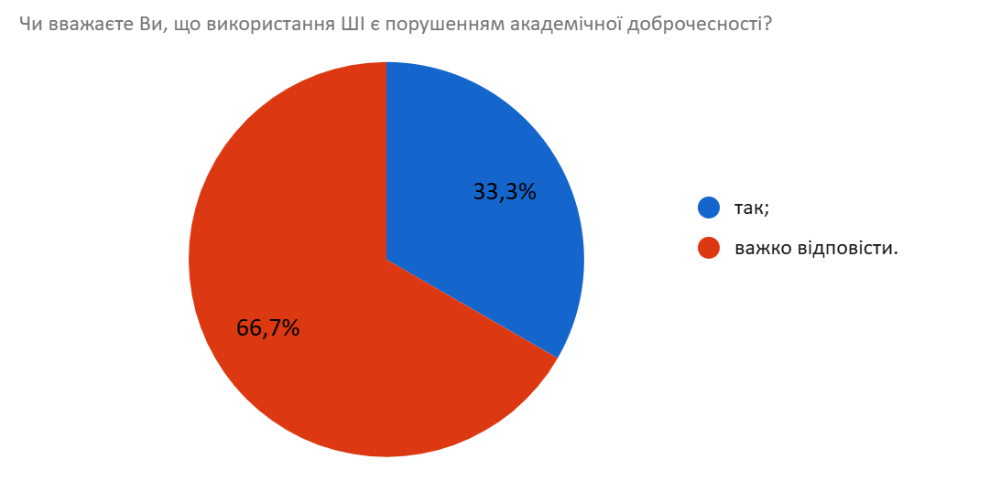 Чи вважаєте Ви, що використання ШІ є порушенням академічної доброчесності?
33,3%
так;
важко відповісти.
66,7%